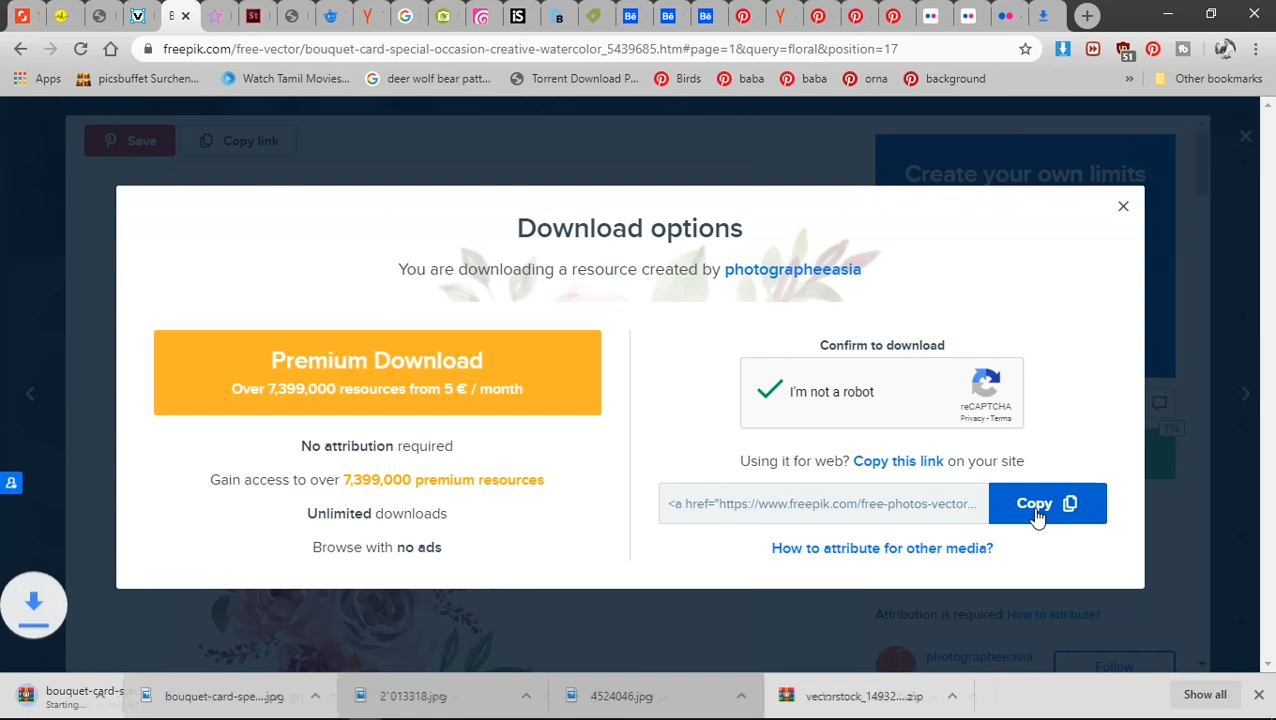 B
51
freepik.com/free-vector/bouquet-card-special-occasion-creative-watercolor_5439685.htm#page=1&query=floral&position=17
Apps
picsbuffet Surchen...
Watch Tamil Movies...
deer wolf bear patt...
Torrent Download P...
Birds
baba
baba
orna
background
»
Other bookmarks
Save
Copy link
Create your own limits
Download options
You are downloading a resource created by photographeeasia
Premium Download
Over 7,399,000 resources from 5 € / month
No attribution required
Gain access to over 7,399,000 premium resources
Unlimited downloads
Browse with no ads
Confirm to download
I'm not a robot
reCAPTCHA
Privacy - Terms
77k
Using it for web? Copy this link on your site
<a href="https://www.freepik.com/free-photos-vector...
Copy
How to attribute for other media?
Attribution is required How to attribute?
photographeeasia
Follow
bouquet-card-spe
Starting...
bouquet-card-spe....jpg
2013318.jpg
4524046.jpg
vectorstock_14932....zip
Show all